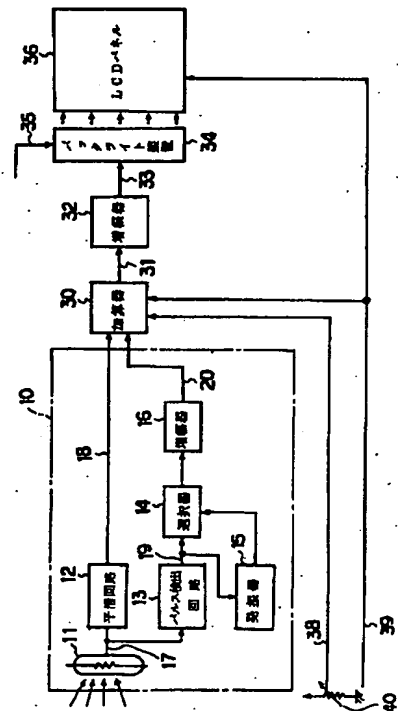 10
11
12
平滑回路
13
パルス検出
回路
14
選択器
15
発振器
16
増幅器
17
18
19
20
30
加算器
31
32
増幅器
33
34
バックライト装置
35
36
LCDパネル
38
39
40